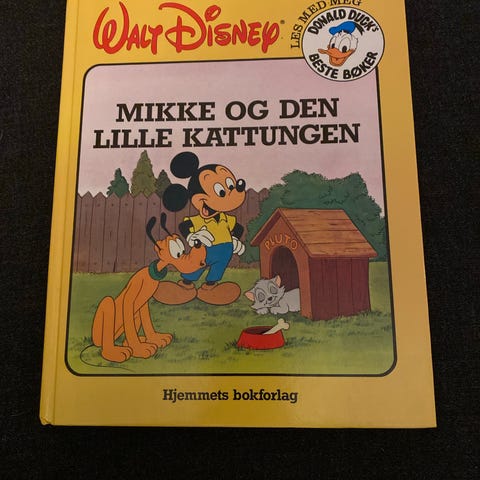 WALT DISNEY
LES MED MEG
DONALD DUCK'S
BESTE BØKER
MIKKE OG DEN
LILLE KATTUNGEN
PLUTO
Hjemmets bokforlag